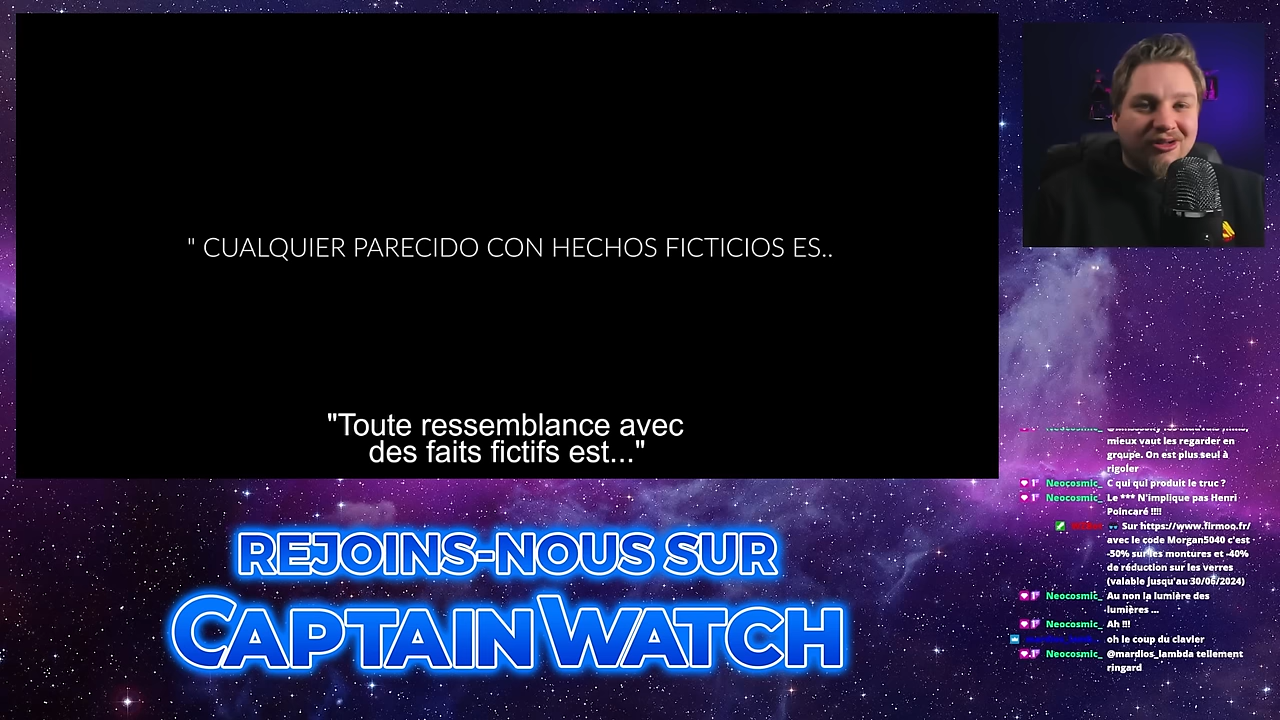 " CUALQUIER PARECIDO CON HECHOS FICTICIOS ES..
"Toute ressemblance avec
des faits fictifs est..."
REJOINS-NOUS SUR
CAPTAINWATCH
mieux vaut les regarder en
groupe. On est plus seul à
rigoler
Neocosmic_ C qui qui produit le truc ?
Neocosmic_ Le *** N'implique pas Henri
Poincaré !!!!
Sur https://www.firmoo.fr/
avec le code Morgan5040 c'est
-50% sur les montures et -40%
de réduction sur les verres
(valable jusqu'au 30/06/2024)
Neocosmic_ Au non la lumière des
lumières ...
Neocosmic_ Ah !!!
oh le coup du clavier
Neocosmic_ @mardios_lambda tellement
ringard